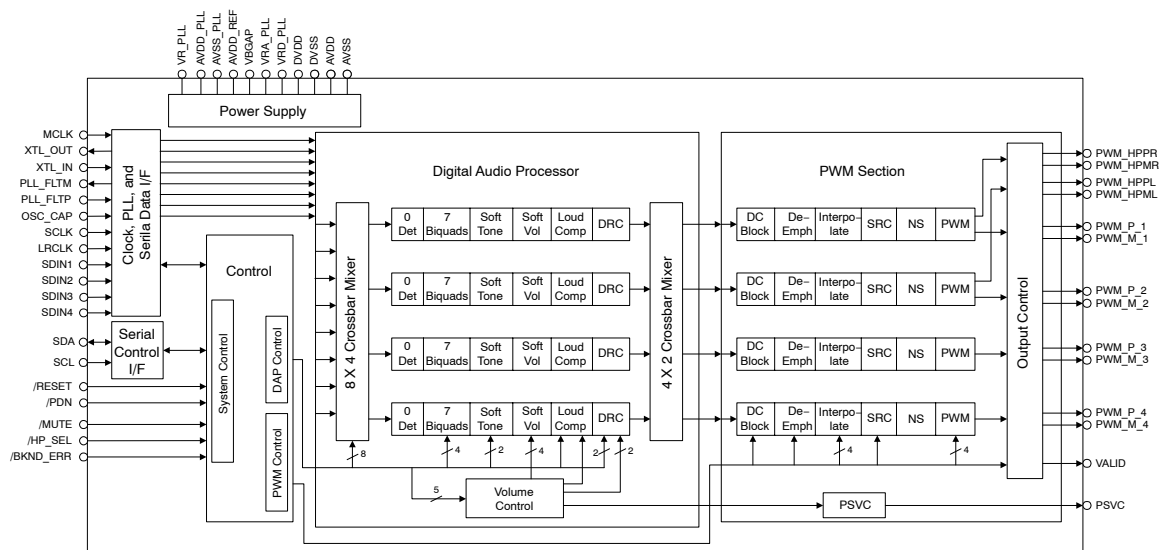 VR_PLL
AVDD_PLL
AVSS_PLL
AVDD_REF
VBGAP
VRA_PLL
VRD_PLL
DVDD
DVSS
AVDD
AVSS
Power Supply
MCLK
XTL_OUT
XTL_IN
PLL_FLTM
PLL_FLTP
OSC_CAP
SCLK
LRCLK
SDIN1
SDIN2
SDIN3
SDIN4
SDA
SCL
/RESET
/PDN
/MUTE
/HP_SEL
/BKND_ERR
Clock, PLL, and
Serila Data I/F
Serial
Control
I/F
Control
System Control
DAP Control
PWM Control
Digital Audio Processor
8 X 4 Crossbar Mixer
0
Det
7
Biquads
Soft
Tone
Soft
Vol
Loud
Comp
DRC
0
Det
7
Biquads
Soft
Tone
Soft
Vol
Loud
Comp
DRC
0
Det
7
Biquads
Soft
Tone
Soft
Vol
Loud
Comp
DRC
0
Det
7
Biquads
Soft
Tone
Soft
Vol
Loud
Comp
DRC
8
4
2
4
2
2
5
Volume
Control
4 X 2 Crossbar Mixer
PWM Section
DC
Block
De–
Emph
Interpo–
late
SRC
NS
PWM
DC
Block
De–
Emph
Interpo–
late
SRC
NS
PWM
DC
Block
De–
Emph
Interpo–
late
SRC
NS
PWM
DC
Block
De–
Emph
Interpo–
late
SRC
NS
PWM
4
4
PSVC
Output Control
PWM_HPPR
PWM_HPMR
PWM_HPPL
PWM_HPML
PWM_P_1
PWM_M_1
PWM_P_2
PWM_M_2
PWM_P_3
PWM_M_3
PWM_P_4
PWM_M_4
VALID
PSVC